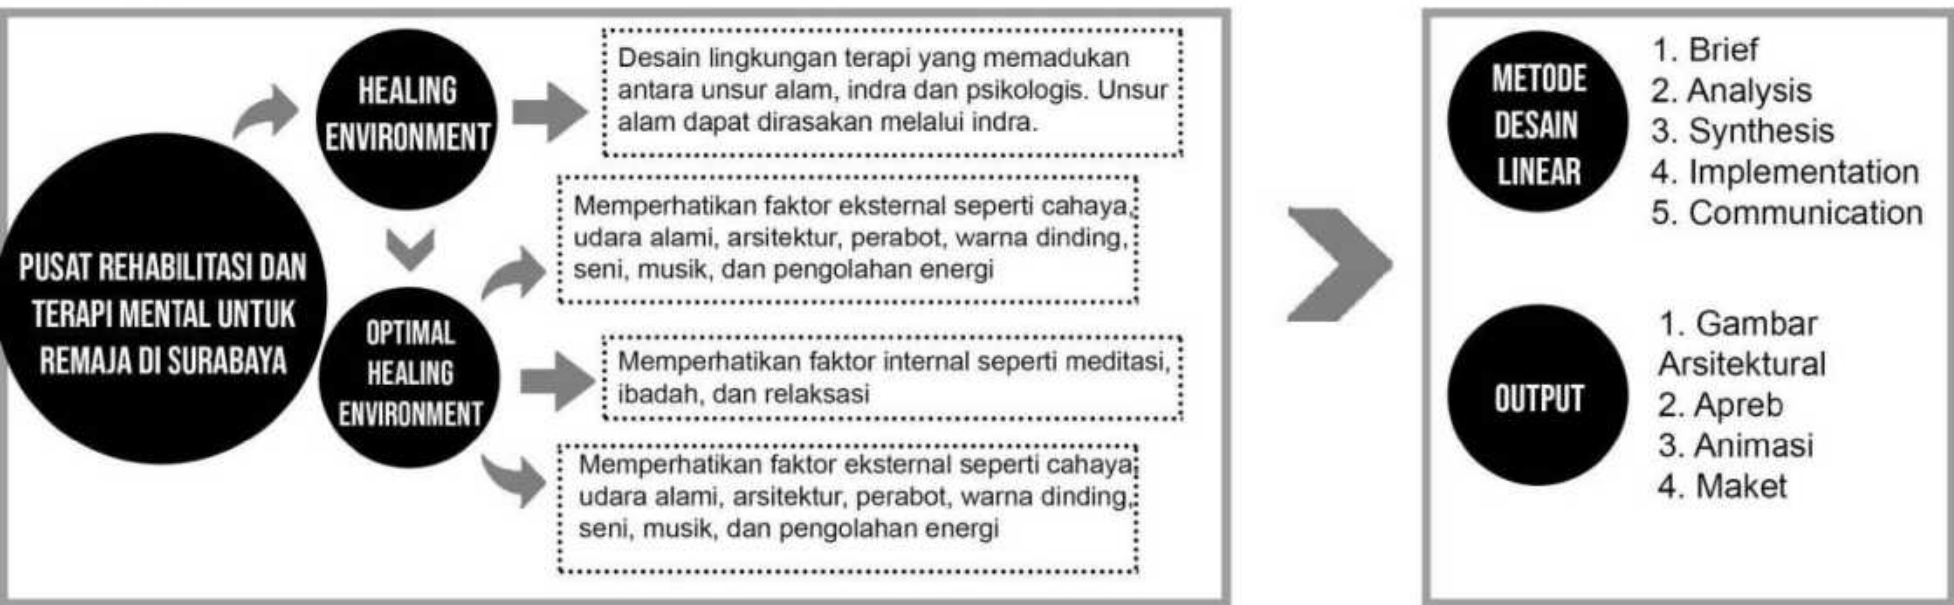 PUSAT REHABILITASI DAN
TERAPI MENTAL UNTUK
REMAJA DI SURABAYA
HEALING
ENVIRONMENT
Desain lingkungan terapi yang memadukan
antara unsur alam, indra dan psikologis. Unsur
alam dapat dirasakan melalui indra.
OPTIMAL
HEALING
ENVIRONMENT
Memperhatikan faktor eksternal seperti cahaya,
udara alami, arsitektur, perabot, warna dinding,
seni, musik, dan pengolahan energi
Memperhatikan faktor internal seperti meditasi,
ibadah, dan relaksasi
Memperhatikan faktor eksternal seperti cahaya,
udara alami, arsitektur, perabot, warna dinding,
seni, musik, dan pengolahan energi
METODE
DESAIN
LINEAR
1. Brief
2. Analysis
3. Synthesis
4. Implementation
5. Communication
OUTPUT
1. Gambar
Arsitektural
2. Apreb
3. Animasi
4. Maket